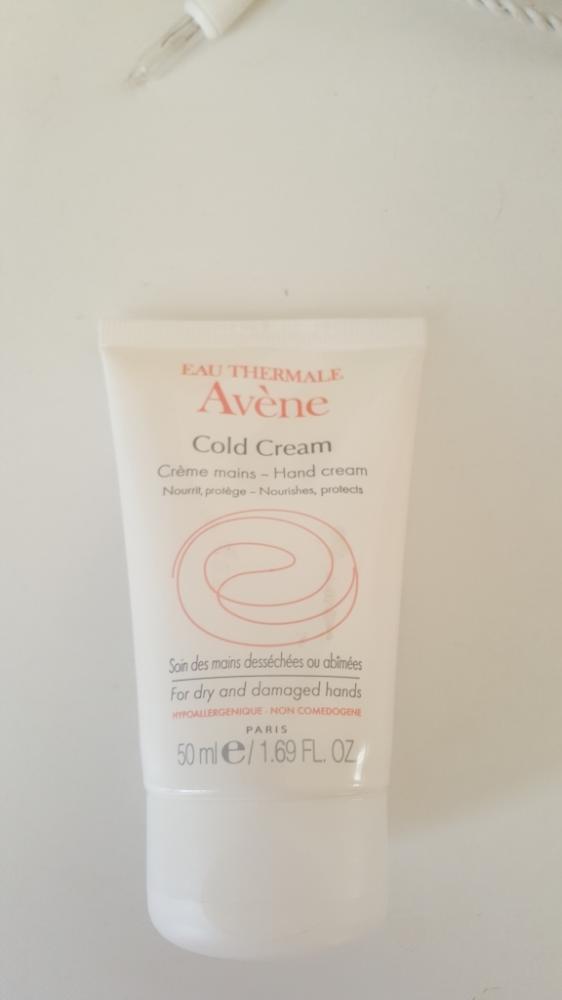 EAU THERMALE
Avène
Cold Cream
Crème mains – Hand cream
Nourrit, protège – Nourishes, protects
Soin des mains desséchées ou abîmées
For dry and damaged hands
HYPOALLERGENIQUE - NON COMEDOGENE
PARIS
50 ml e / 1.69 FL. OZ.